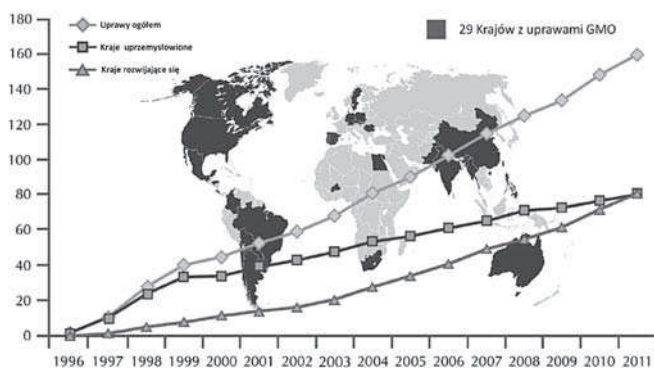 180
160
140
120
100
80
60
40
20
0
Uprawy ogółem
Kraje uprzemysłowione
Kraje rozwijające się
29 Krajów z uprawami GMO
1996 1997 1998 1999 2000 2001 2002 2003 2004 2005 2006 2007 2008 2009 2010 2011